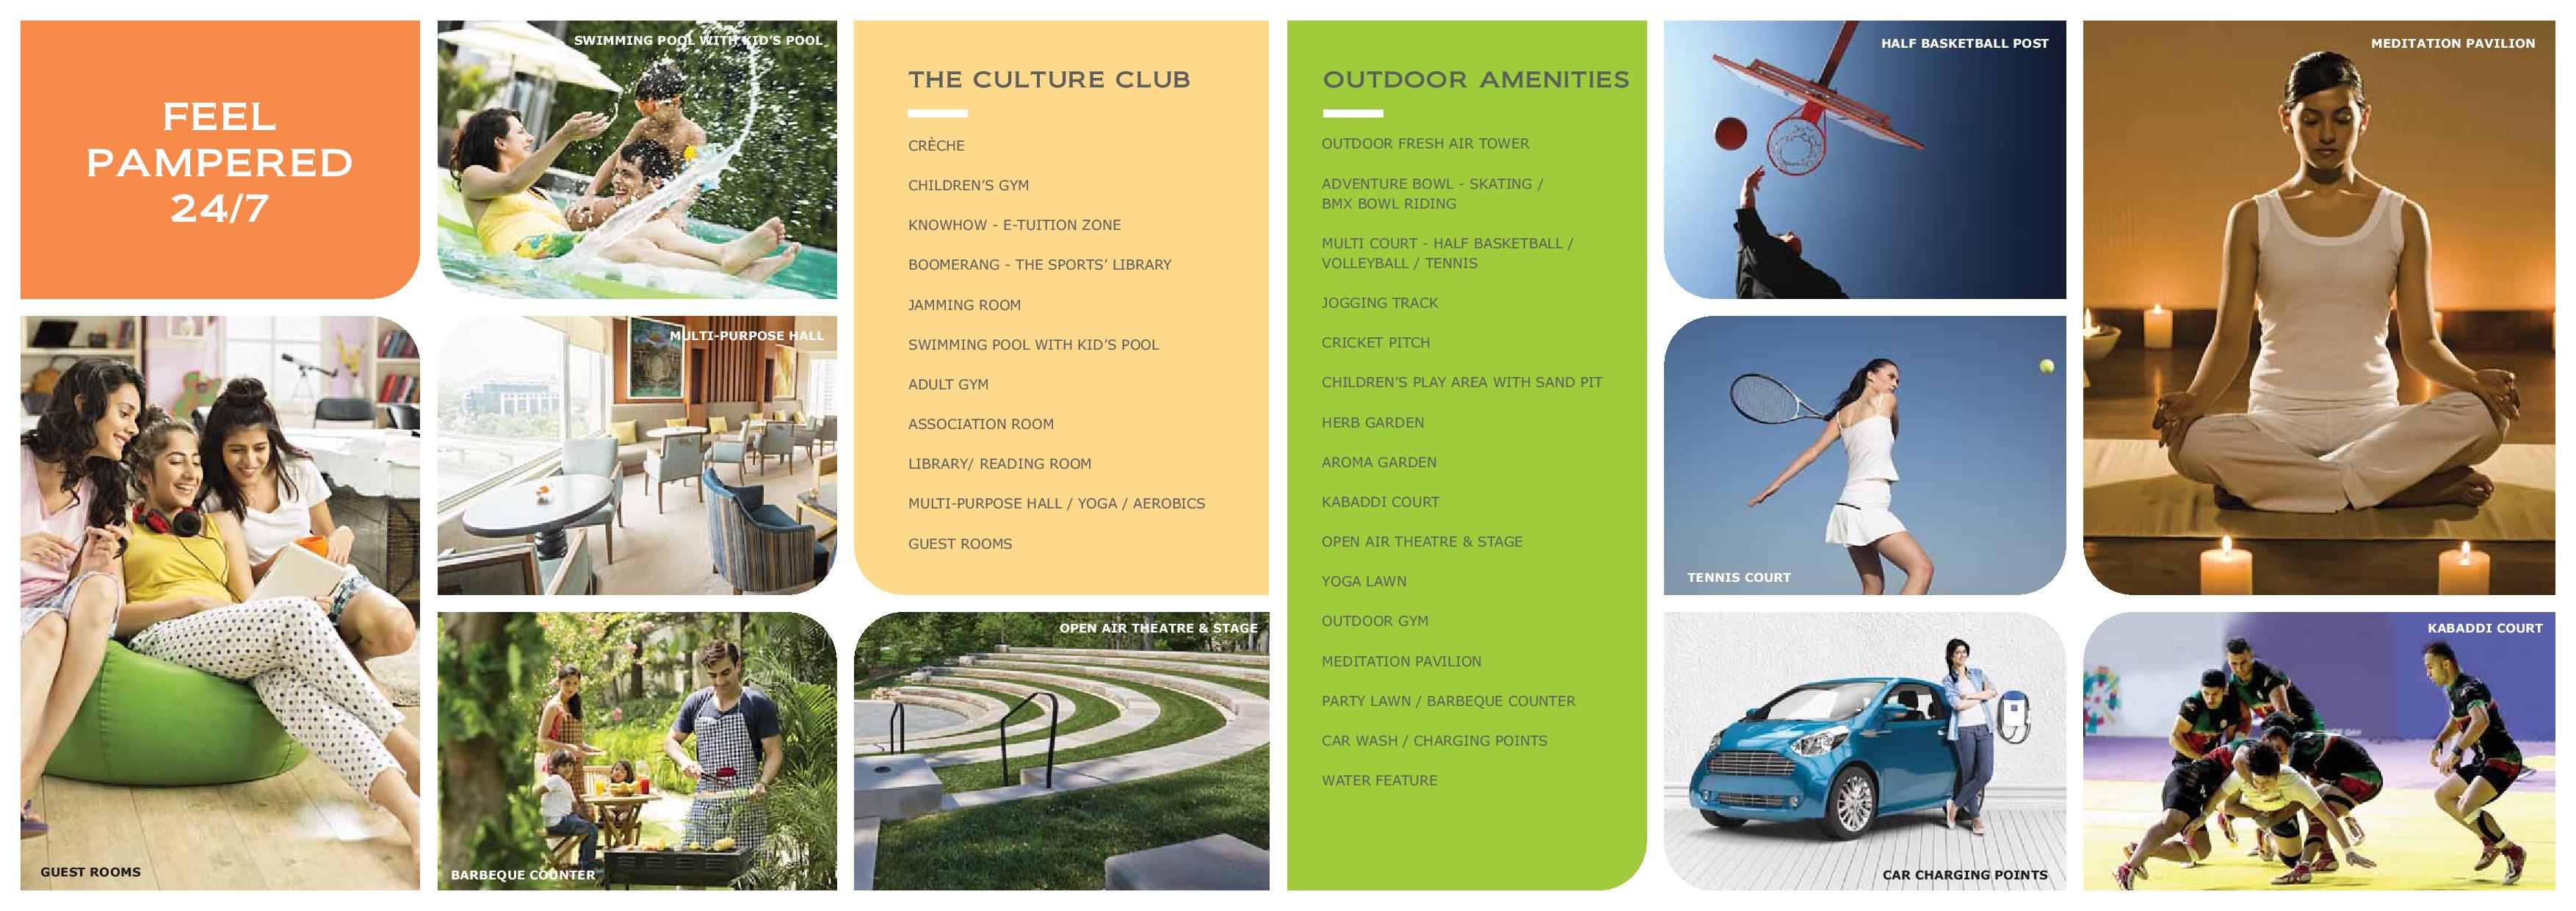 FEEL
PAMPERED
24/7
SWIMMING POOL WITH KID'S POOL
GUEST ROOMS
MULTI-PURPOSE HALL
BARBEQUE COUNTER
THE CULTURE CLUB
CRÈCHE
CHILDREN'S GYM
KNOWHOW - E-TUITION ZONE
BOOMERANG - THE SPORTS' LIBRARY
JAMMING ROOM
SWIMMING POOL WITH KID'S POOL
ADULT GYM
ASSOCIATION ROOM
LIBRARY/ READING ROOM
MULTI-PURPOSE HALL / YOGA / AEROBICS
GUEST ROOMS
OPEN AIR THEATRE & STAGE
OUTDOOR AMENITIES
OUTDOOR FRESH AIR TOWER
ADVENTURE BOWL - SKATING /
BMX BOWL RIDING
MULTI COURT - HALF BASKETBALL /
VOLLEYBALL / TENNIS
JOGGING TRACK
CRICKET PITCH
CHILDREN'S PLAY AREA WITH SAND PIT
HERB GARDEN
AROMA GARDEN
KABADDI COURT
OPEN AIR THEATRE & STAGE
YOGA LAWN
OUTDOOR GYM
MEDITATION PAVILION
PARTY LAWN / BARBEQUE COUNTER
CAR WASH / CHARGING POINTS
WATER FEATURE
HALF BASKETBALL POST
TENNIS COURT
CAR CHARGING POINTS
MEDITATION PAVILION
KABADDI COURT